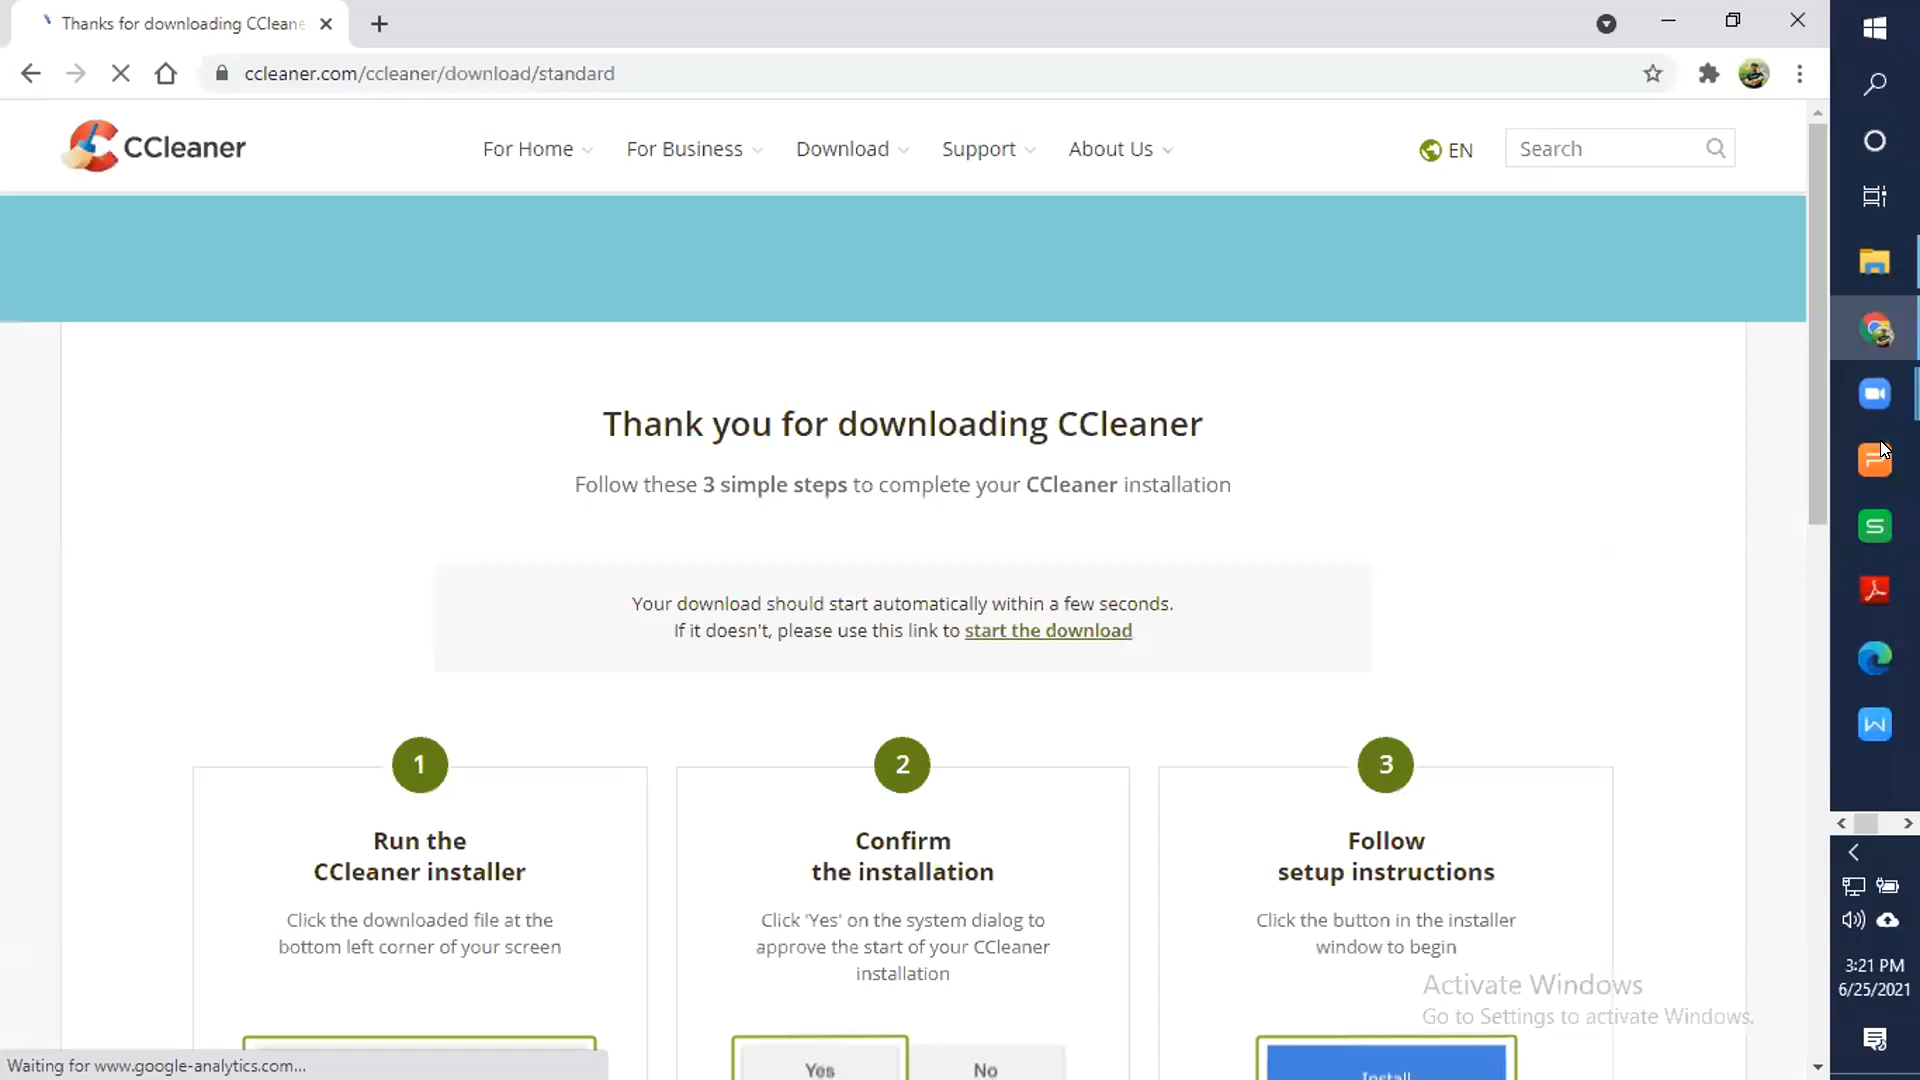 Thanks for downloading CCleane
ccleaner.com/ccleaner/download/standard
CCleaner
For Home
For Business
Download
Support
About Us
EN
Search
Thank you for downloading CCleaner
Follow these 3 simple steps to complete your CCleaner installation
Your download should start automatically within a few seconds.
If it doesn't, please use this link to start the download
1
Run the
CCleaner installer
Click the downloaded file at the
bottom left corner of your screen
2
Confirm
the installation
Click 'Yes' on the system dialog to
approve the start of your CCleaner
installation
Yes
No
3
Follow
setup instructions
Click the button in the installer
window to begin
Install
Activate Windows
Go to Settings to activate Windows.
Waiting for www.google-analytics.com...
3:21 PM
6/25/2021